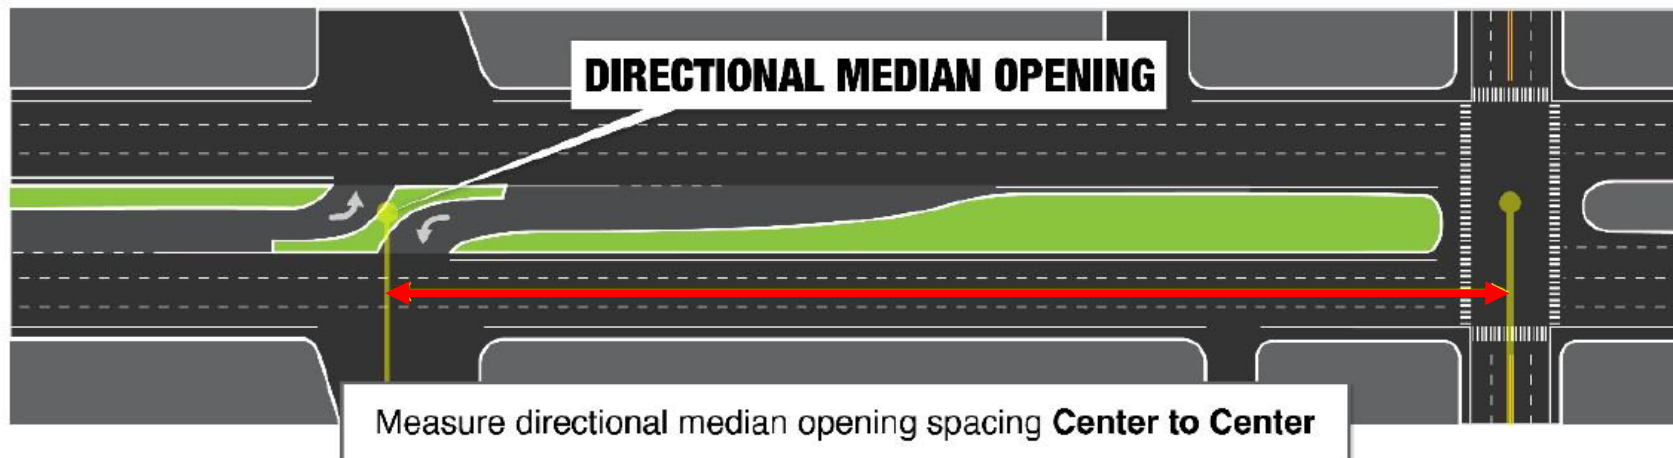 DIRECTIONAL MEDIAN OPENING
Measure directional median opening spacing Center to Center